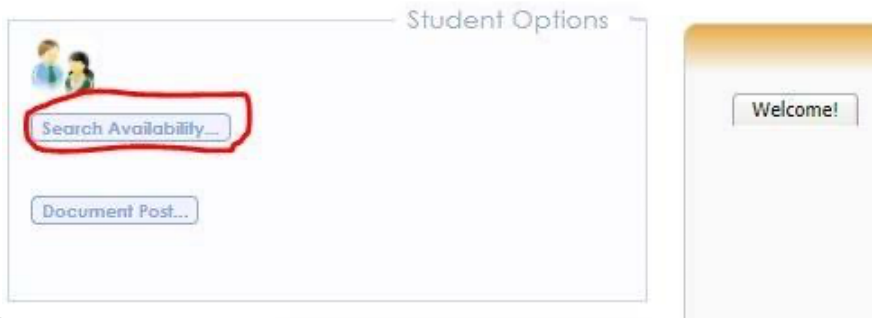 Student Options
Search Availability...
Document Post...
Welcome!